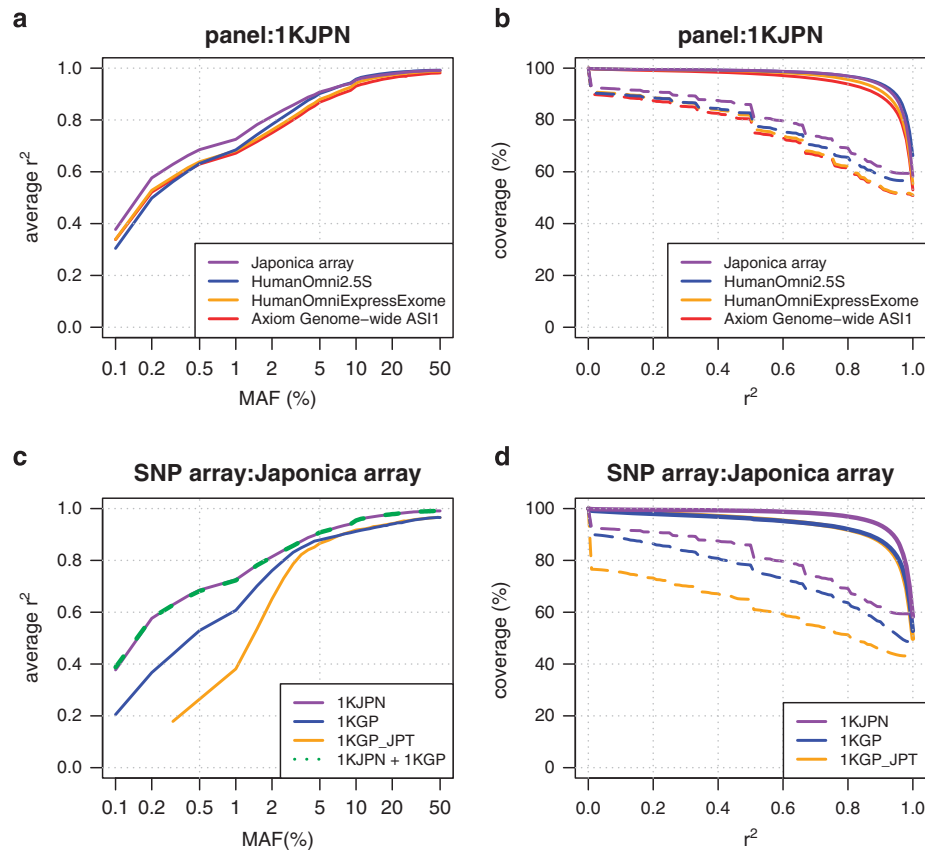 a
panel:1KJPN
average r²
1.0
0.8
0.6
0.4
0.2
0.0
Japonica array
HumanOmni2.5S
HumanOmniExpressExome
Axiom Genome-wide ASI1
0.1 0.2 0.5 1 2 5 10 20 50
MAF (%)
b
panel:1KJPN
coverage (%)
100
80
60
40
20
0
Japonica array
HumanOmni2.5S
HumanOmniExpressExome
Axiom Genome-wide ASI1
0.0 0.2 0.4 0.6 0.8 1.0
r²
c
SNP array:Japonica array
average r²
1.0
0.8
0.6
0.4
0.2
0.0
1KJPN
1KGP
1KGP_JPT
1KJPN + 1KGP
0.1 0.2 0.5 1 2 5 10 20 50
MAF(%)
d
SNP array:Japonica array
coverage (%)
100
80
60
40
20
0
1KJPN
1KGP
1KGP_JPT
0.0 0.2 0.4 0.6 0.8 1.0
r²